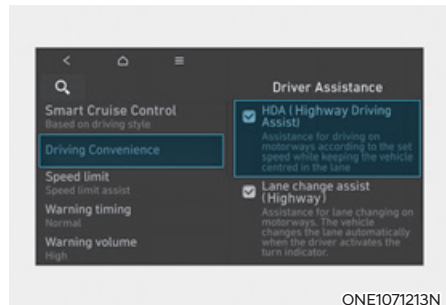 Driver Assistance
Smart Cruise Control
Based on driving style
Driving Convenience
Speed limit
Speed limit assist
Warning timing
Normal
Warning volume
High
HDA ( Highway Driving
Assist)
Assistance for driving on
motorways according to the set
speed while keeping the vehicle
centred in the lane
Lane change assist
(Highway)
Assistance for lane changing on
motorways. The vehicle
changes the lane automatically
when the driver activates the
turn indicator.
ONE1071213N